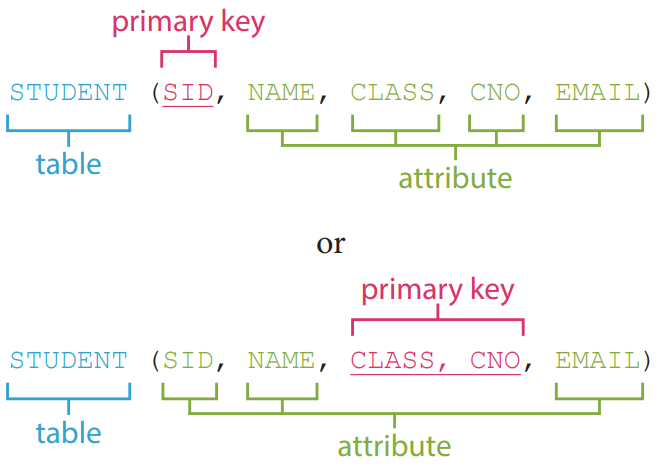 primary key
STUDENT (SID, NAME, CLASS, CNO, EMAIL)
table
attribute
or
primary key
STUDENT (SID, NAME, CLASS, CNO, EMAIL)
table
attribute